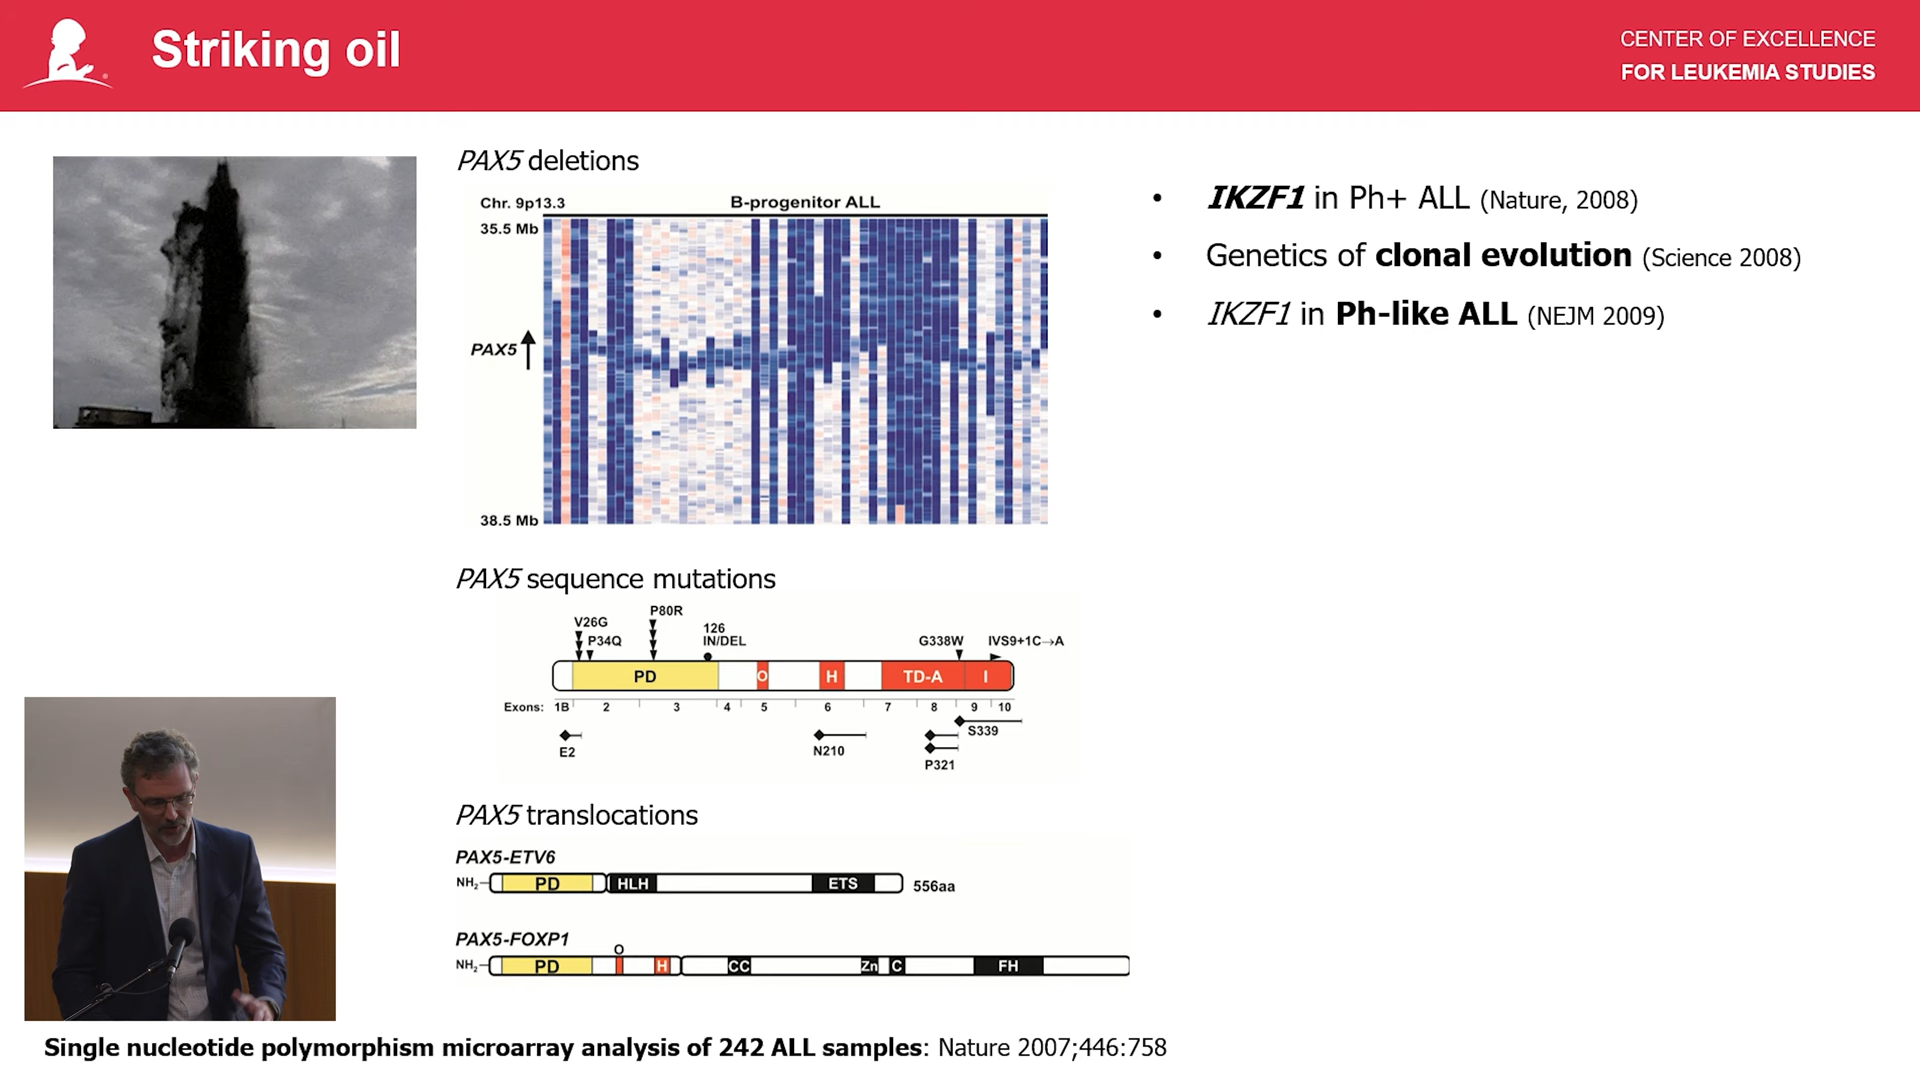 Striking oil
CENTER OF EXCELLENCE
FOR LEUKEMIA STUDIES
PAX5 deletions
Chr. 9p13.3
B-progenitor ALL
35.5 Mb
PAX5
38.5 Mb
• IKZF1 in Ph+ ALL (Nature, 2008)
• Genetics of clonal evolution (Science 2008)
• IKZF1 in Ph-like ALL (NEJM 2009)
PAX5 sequence mutations
V26G
P34Q
P80R
126
IN/DEL
G338W
IVS9+1C→A
PD O H TD-A I
Exons: 1B 2 3 4 5 6 7 8 9 10
E2
N210
S339
P321
PAX5 translocations
PAX5-ETV6
NH2 PD HLH ETS 556aa
PAX5-FOXP1
O
NH2 PD H CC Zn C FH
Single nucleotide polymorphism microarray analysis of 242 ALL samples: Nature 2007;446:758